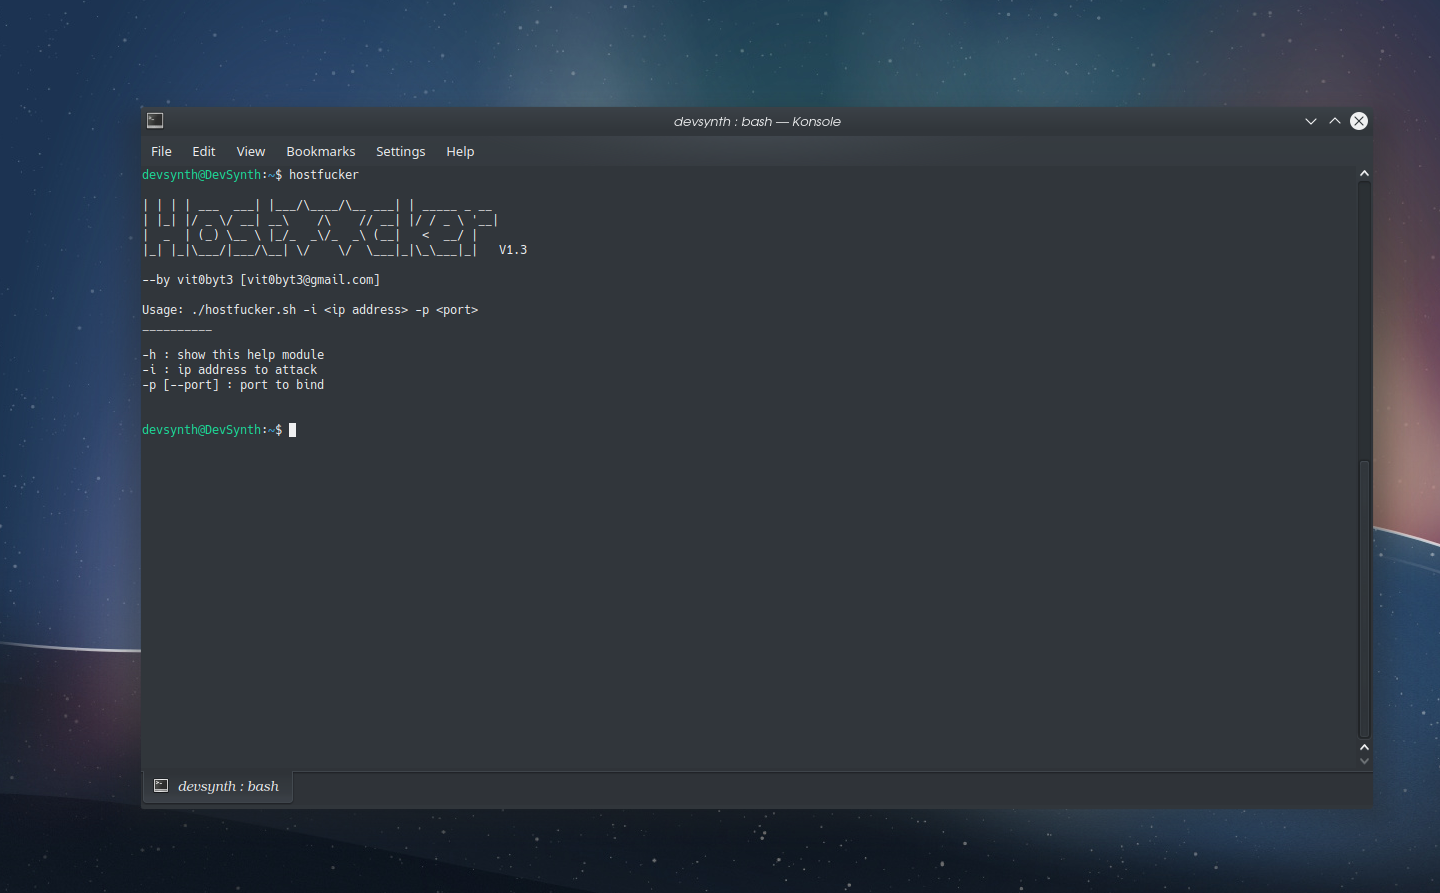 devsynth : bash — Konsole
File Edit View Bookmarks Settings Help
devsynth@DevSynth:~$ hostfucker
| | | | ___  ___| |___/\____/\__ ___| | _____ _ __
| |_| |/ _ \/ __| __\    /\    // __| |/ / _ \ '__|
|  _  | (_) \__ \ |_/_  _\/_  _\ (__|   <  __/ |
|_| |_|\___/|___/\__| \/    \/  \___|_|\_\___|_|   V1.3
--by vit0byt3 [vit0byt3@gmail.com]
Usage: ./hostfucker.sh -i <ip address> -p <port>
__________
-h : show this help module
-i : ip address to attack
-p [--port] : port to bind
devsynth@DevSynth:~$
devsynth : bash